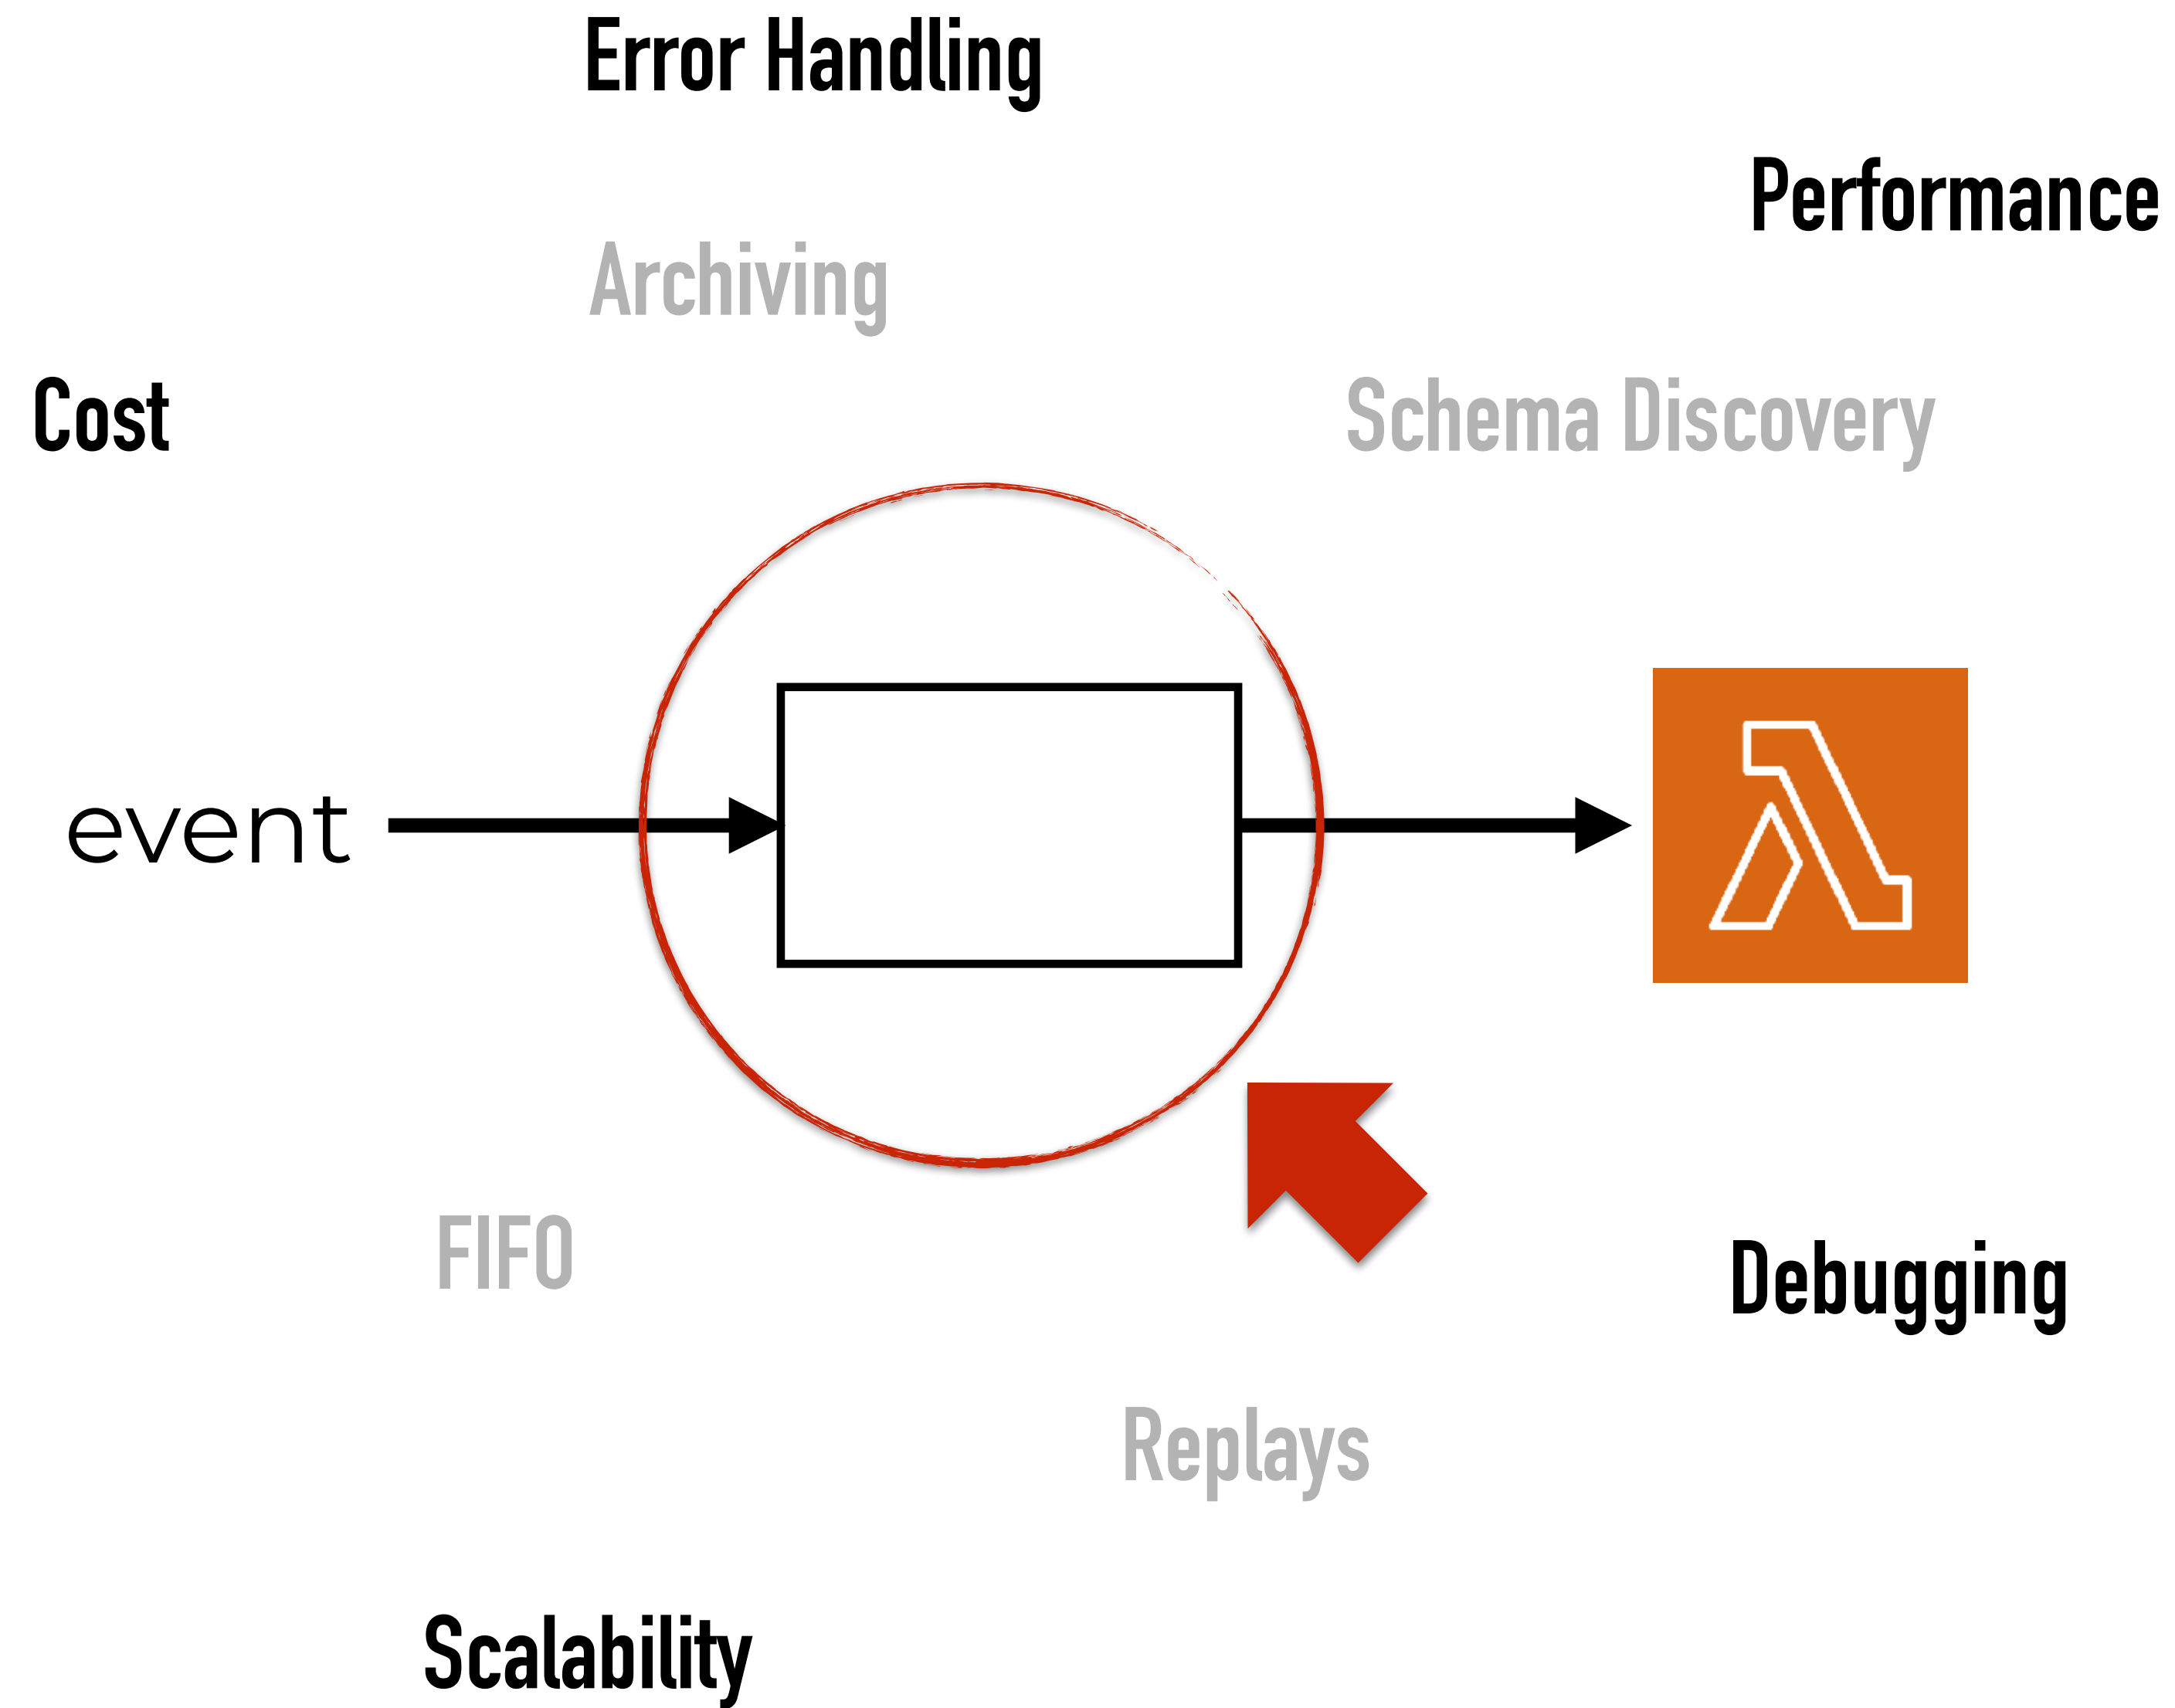 Error Handling
Performance
Archiving
Cost
Schema Discovery
event
FIFO
Debugging
Replays
Scalability